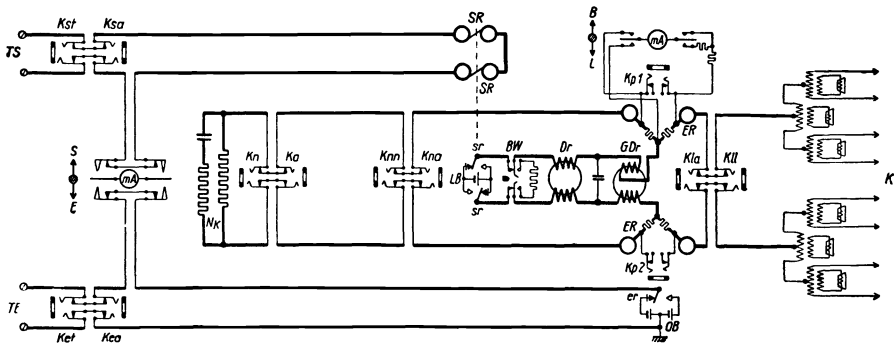 Kst Ksa SR B
TS mA
SR L Kp1
ER
S Kn Ka Knn Kna sr BW Dr GDr
mA LB Kla Kll K
E NK sr
ER
Kp2
TE er
Ket Kea OB